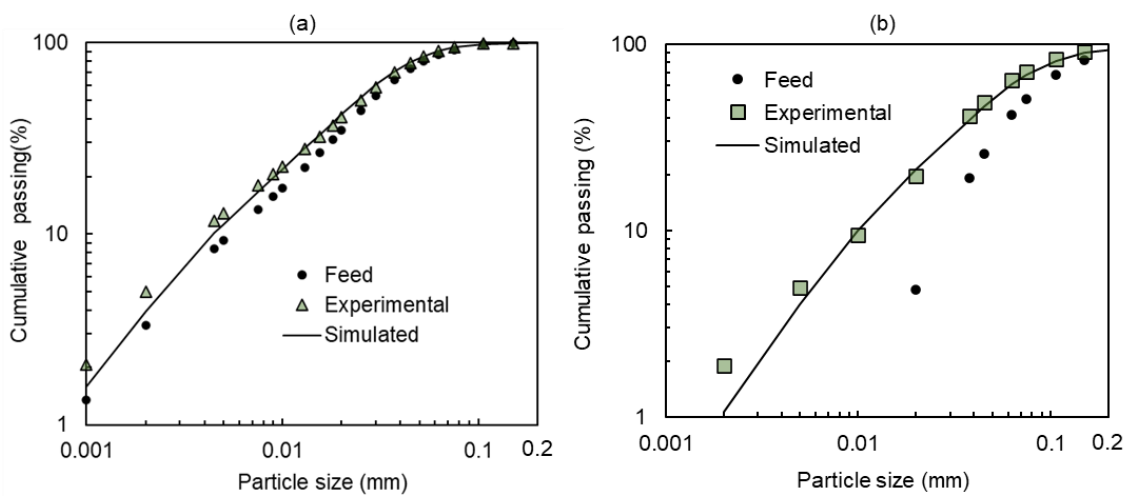 (a)
100
10
1
Cumulative passing(%)
Feed
Experimental
Simulated
0.001
0.01
0.1
0.2
Particle size (mm)
(b)
100
10
1
Cumulative passing (%)
Feed
Experimental
Simulated
0.001
0.01
0.1
0.2
Particle size (mm)